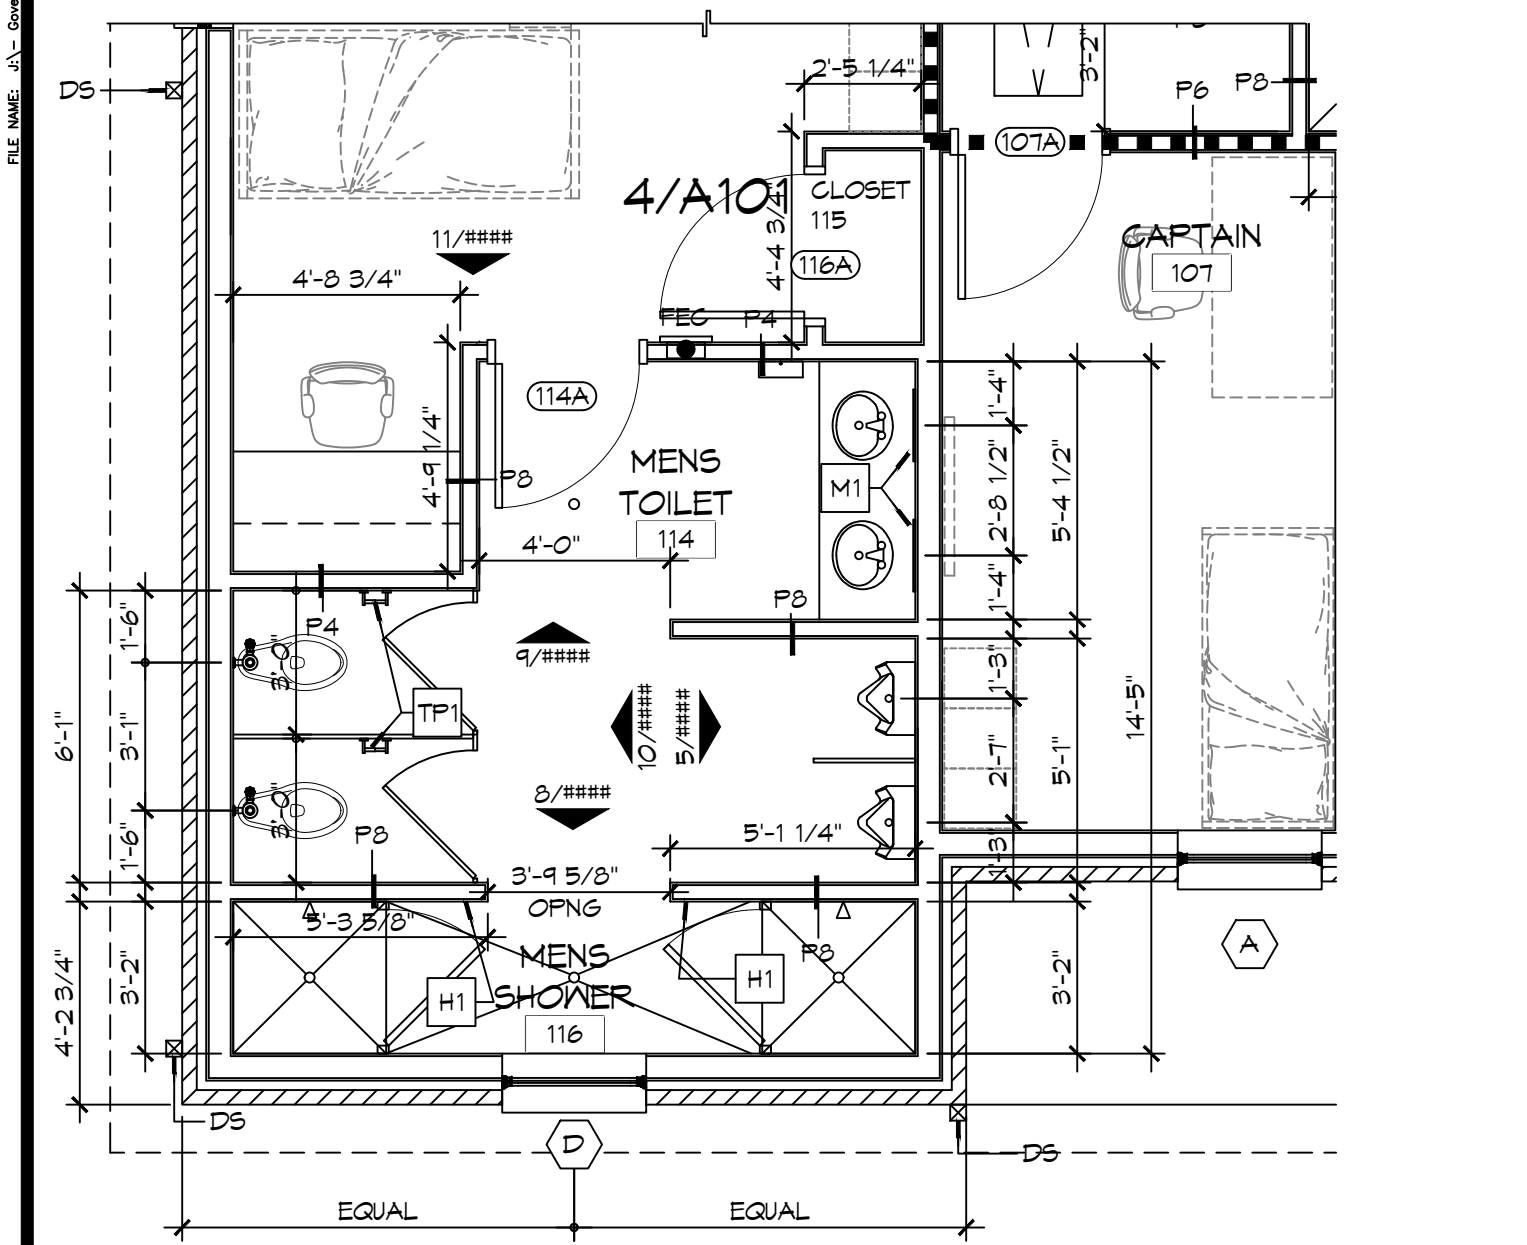 FILE NAME: J:\- Gove
DS
2'-5 1/4"
3'-2"
P6
P8
107A
4/A101
CLOSET
115
4'-4 3/4"
116A
CAPTAIN
107
11/####
4'-8 3/4"
FEC
P4
114A
4'-9 1/4"
P8
MENS
TOILET
114
M1
4'-0"
1'-4"
2'-8 1/2"
1'-4"
5'-4 1/2"
P8
P4
3'-0"
1'-6"
9/####
TP1
10/####
5/####
1'-3"
14'-5"
6'-1"
3'-1"
2'-7"
5'-1"
8/####
3'-0"
P8
5'-1 1/4"
1'-6"
1'-3"
3'-9 5/8"
OPNG
5'-3 5/8"
MENS
SHOWER
116
P8
H1
H1
A
4'-2 3/4"
3'-2"
3'-2"
DS
D
DS
EQUAL
EQUAL